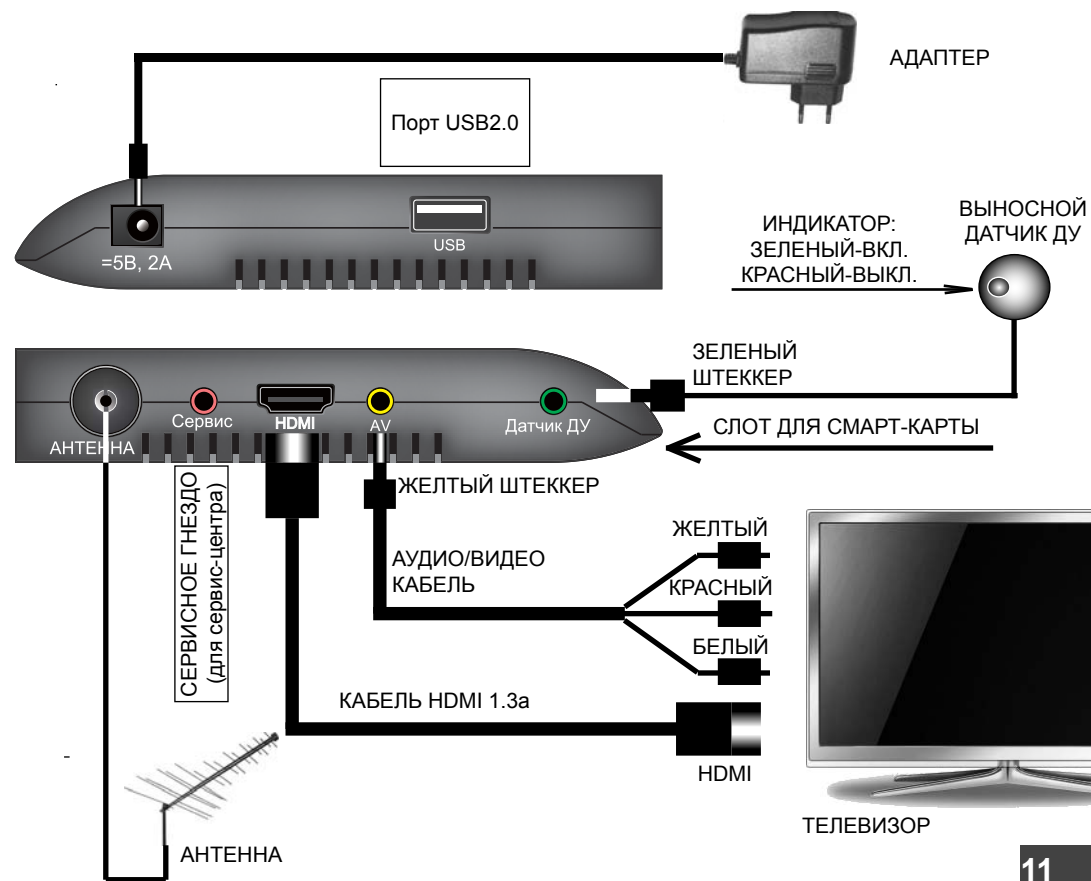 АДАПТЕР
Порт USB2.0
=5В, 2А
USB
ИНДИКАТОР:
ЗЕЛЕНЫЙ-ВКЛ.
КРАСНЫЙ-ВЫКЛ.
ВЫНОСНОЙ
ДАТЧИК ДУ
ЗЕЛЕНЫЙ
ШТЕККЕР
АНТЕННА
Сервис
HDMI
AV
Датчик ДУ
СЛОТ ДЛЯ СМАРТ-КАРТЫ
СЕРВИСНОЕ ГНЕЗДО
(для сервис-центра)
ЖЕЛТЫЙ ШТЕККЕР
АУДИО/ВИДЕО
КАБЕЛЬ
ЖЕЛТЫЙ
КРАСНЫЙ
БЕЛЫЙ
КАБЕЛЬ HDMI 1.3a
HDMI
ТЕЛЕВИЗОР
АНТЕННА
11